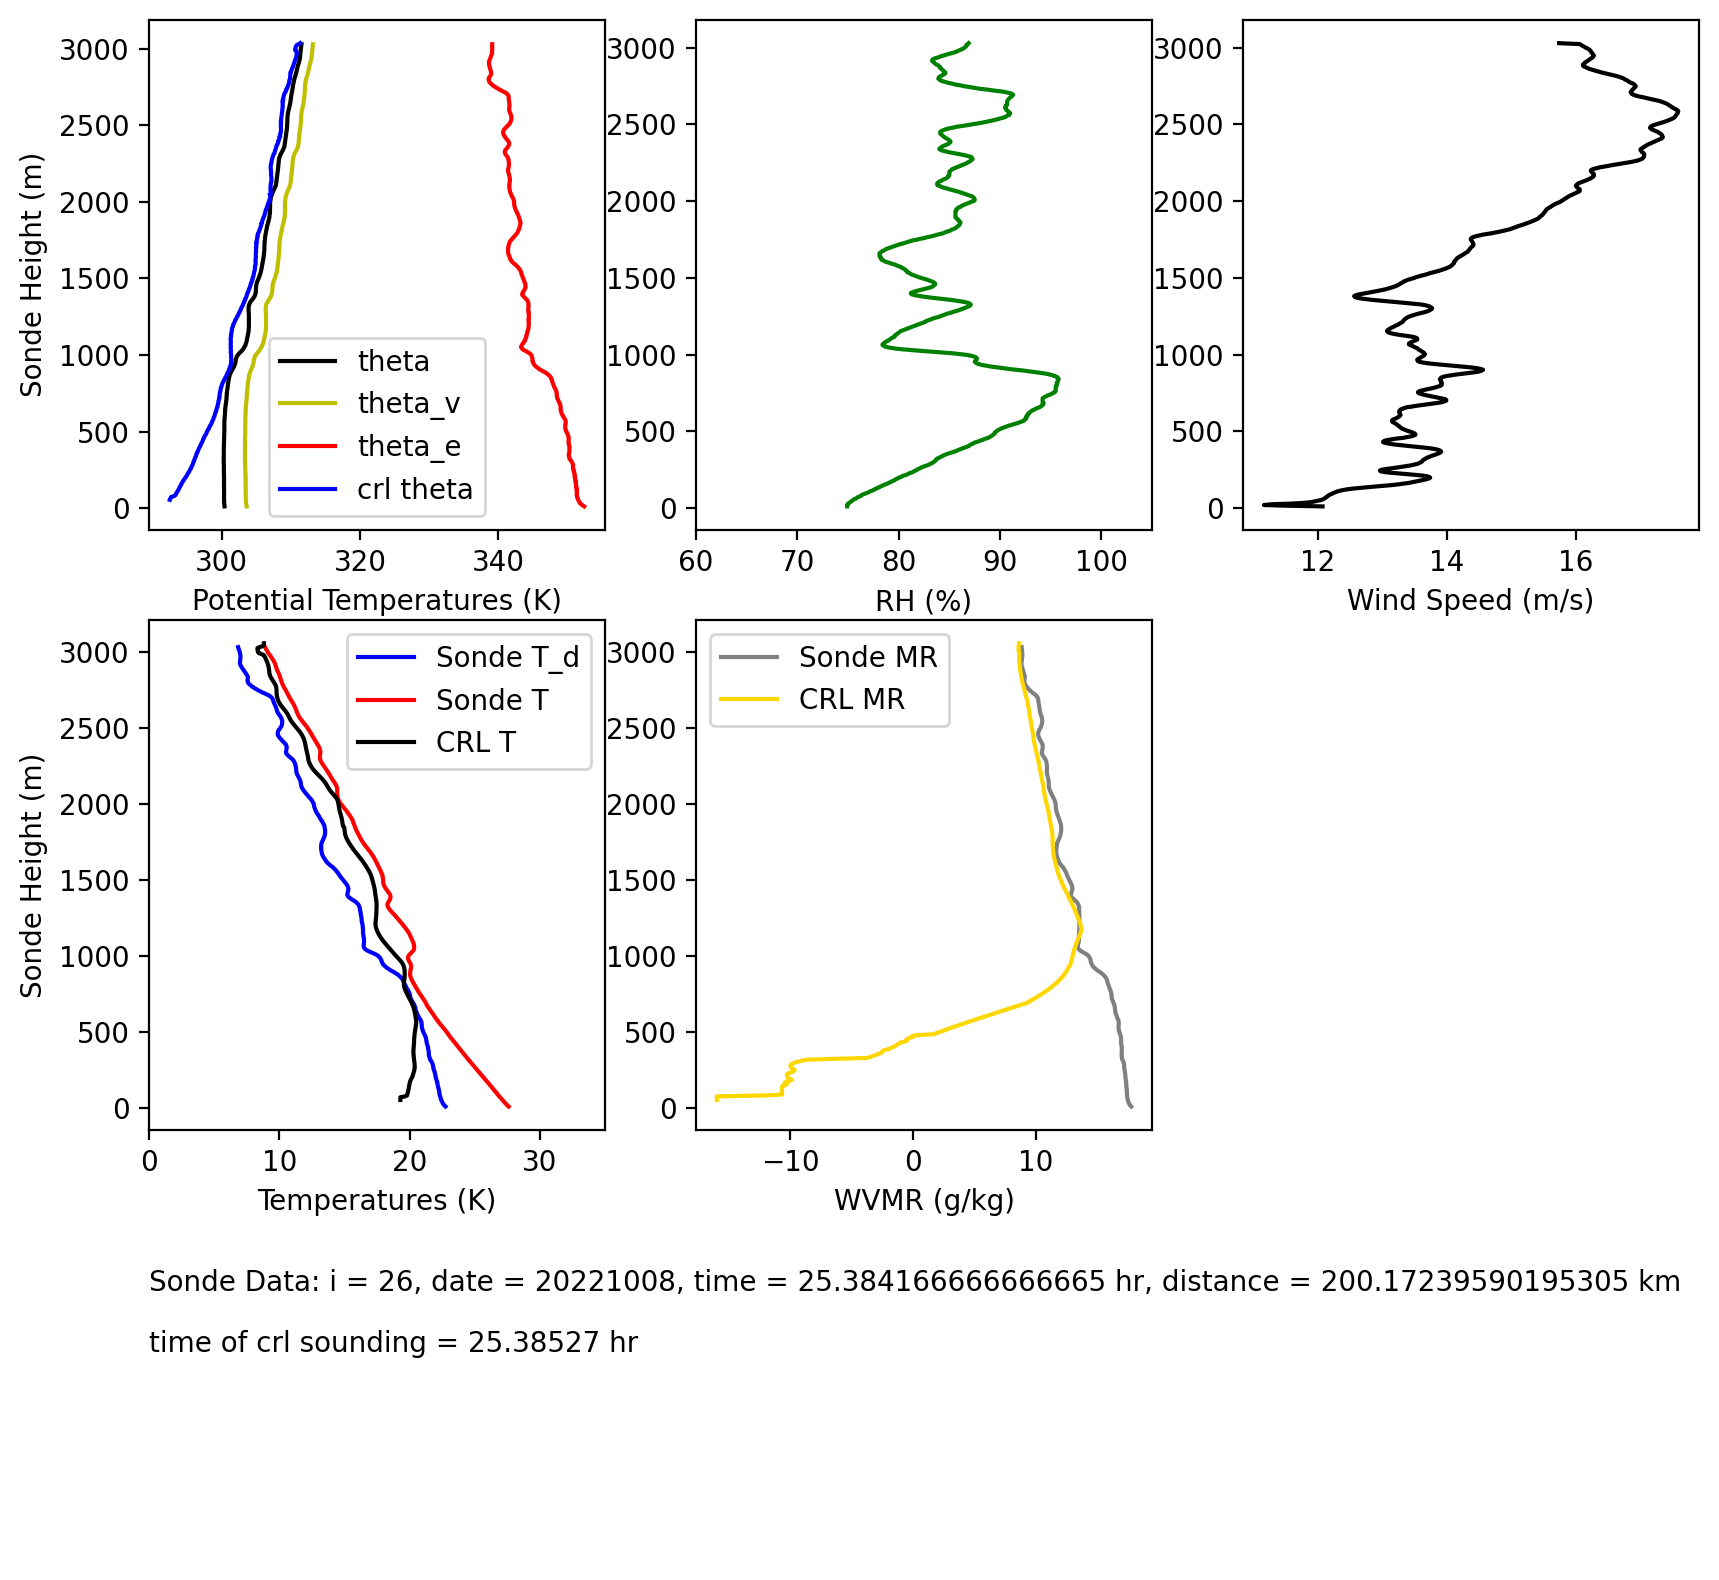 3000
2500
2000
1500
1000
500
0
Sonde Height (m)
300
320
340
Potential Temperatures (K)
theta
theta_v
theta_e
crl theta
3000
2500
2000
1500
1000
500
0
60
70
80
90
100
RH (%)
3000
2500
2000
1500
1000
500
0
12
14
16
Wind Speed (m/s)
3000
2500
2000
1500
1000
500
0
Sonde Height (m)
0
10
20
30
Temperatures (K)
Sonde T_d
Sonde T
CRL T
3000
2500
2000
1500
1000
500
0
−10
0
10
WVMR (g/kg)
Sonde MR
CRL MR
Sonde Data: i = 26, date = 20221008, time = 25.384166666666665 hr, distance = 200.17239590195305 km
time of crl sounding = 25.38527 hr